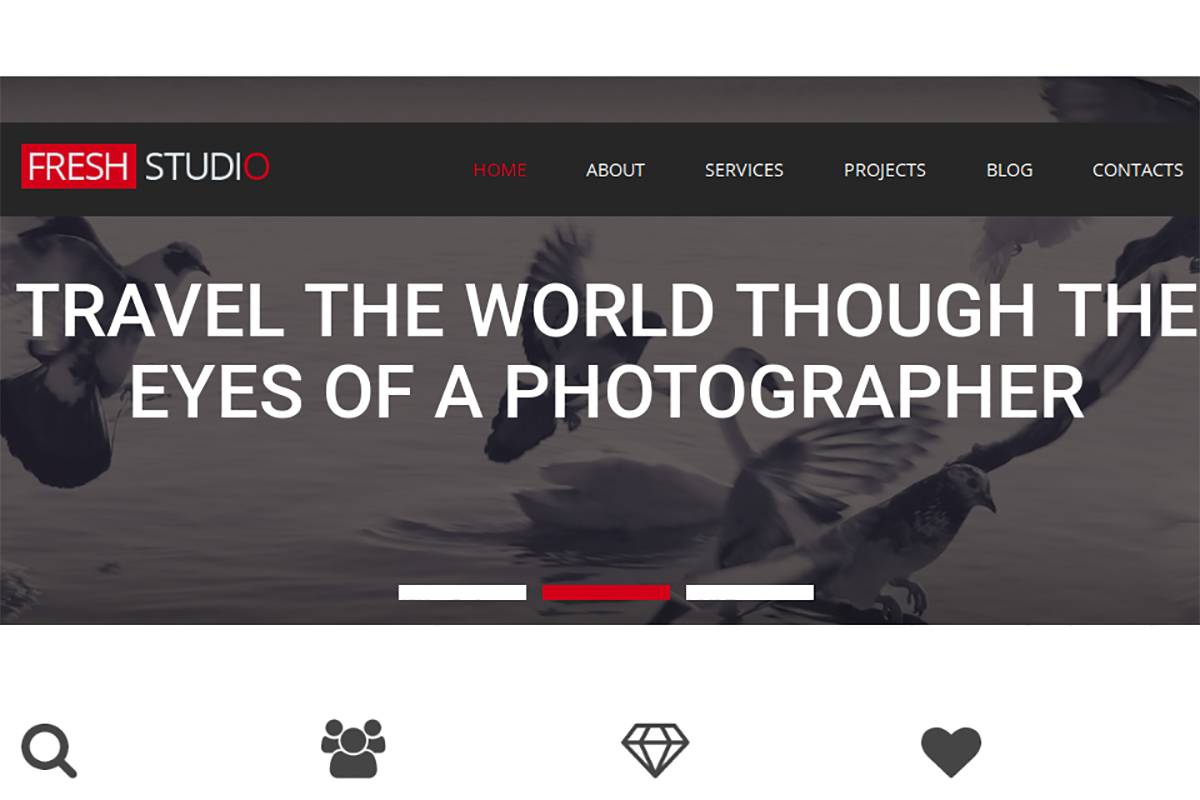 FRESH STUDIO
HOME ABOUT SERVICES PROJECTS BLOG CONTACTS
TRAVEL THE WORLD THOUGH THE
EYES OF A PHOTOGRAPHER